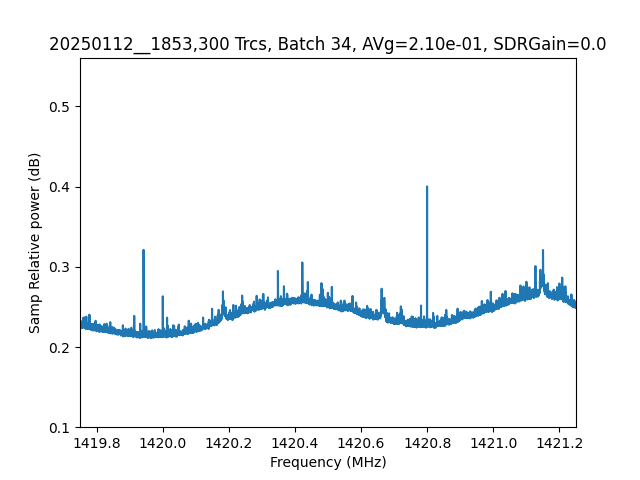 20250112__1853,300 Trcs, Batch 34, AVg=2.10e-01, SDRGain=0.0
Samp Relative power (dB)
0.5
0.4
0.3
0.2
0.1
1419.8 1420.0 1420.2 1420.4 1420.6 1420.8 1421.0 1421.2
Frequency (MHz)